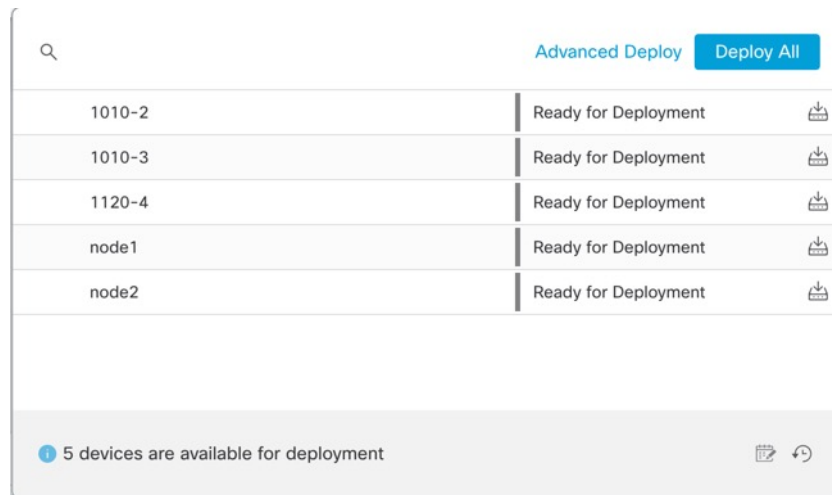 Advanced Deploy Deploy All
1010-2 Ready for Deployment
1010-3 Ready for Deployment
1120-4 Ready for Deployment
node1 Ready for Deployment
node2 Ready for Deployment
5 devices are available for deployment